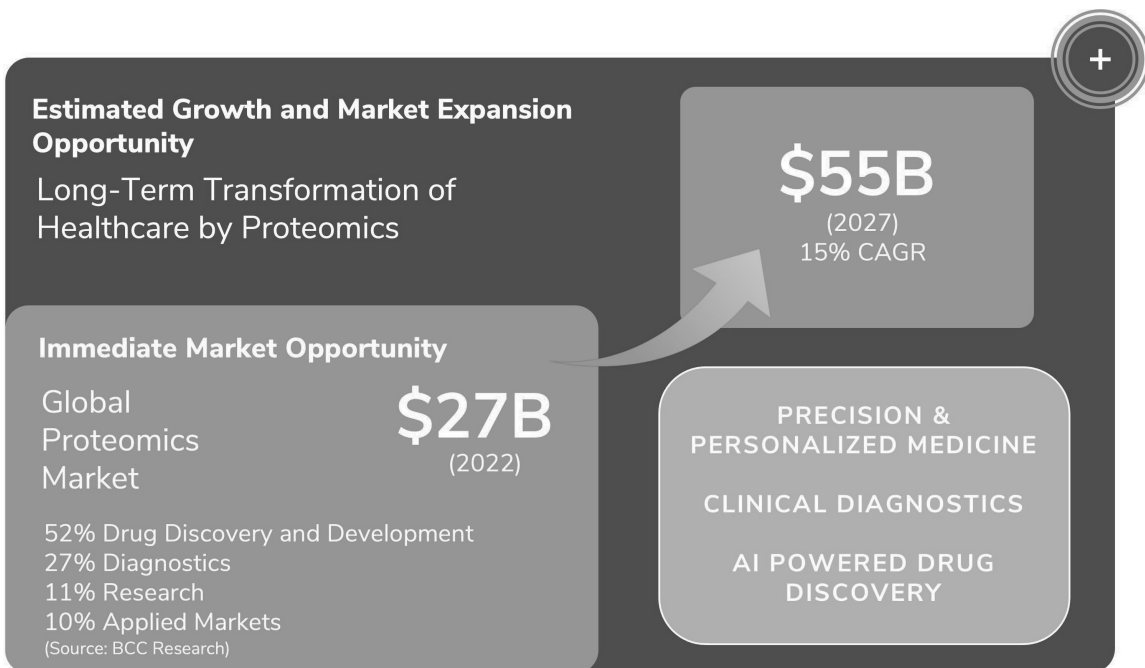 +
Estimated Growth and Market Expansion
Opportunity
Long-Term Transformation of
Healthcare by Proteomics
$55B
(2027)
15% CAGR
Immediate Market Opportunity
Global
Proteomics
Market
$27B
(2022)
52% Drug Discovery and Development
27% Diagnostics
11% Research
10% Applied Markets
(Source: BCC Research)
PRECISION &
PERSONALIZED MEDICINE
CLINICAL DIAGNOSTICS
AI POWERED DRUG
DISCOVERY